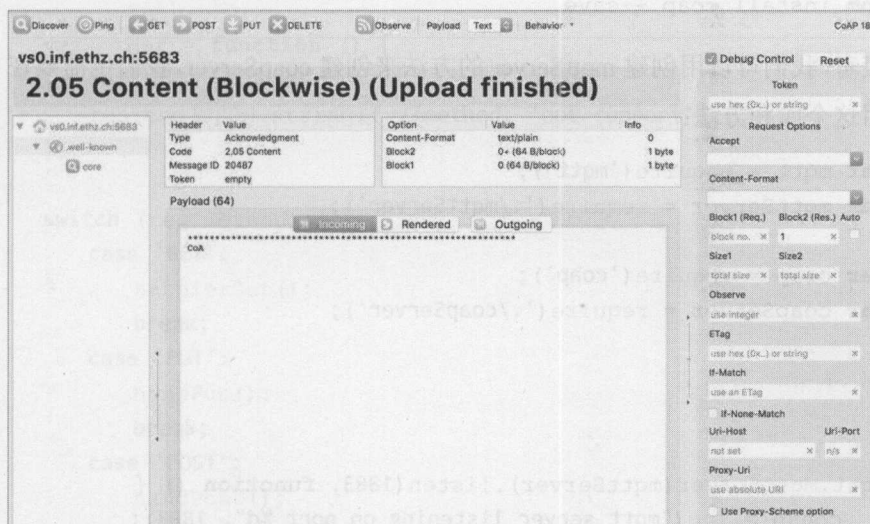 Discover Ping GET POST PUT DELETE Observe Payload Text Behavior CoAP 18
vs0.inf.ethz.ch:5683
2.05 Content (Blockwise) (Upload finished)
Debug Control Reset
Token
use hex (0x..) or string
Request Options
Accept
Content-Format
Block1 (Req.) Block2 (Res.) Auto
block no. 1
Size1 Size2
total size total size
Observe
use integer
ETag
use hex (0x..) or string
If-Match
use an ETag
If-None-Match
Uri-Host Uri-Port
not set n/s
Proxy-Uri
use absolute URI
Use Proxy-Scheme option
vs0.inf.ethz.ch:5683
.well-known
core
Header Value
Type Acknowledgment
Code 2.05 Content
Message ID 20487
Token empty
Option Value Info
Content-Format text/plain 0
Block2 0+ (64 B/block) 1 byte
Block1 0 (64 B/block) 1 byte
Payload (64)
Incoming Rendered Outgoing
CoA